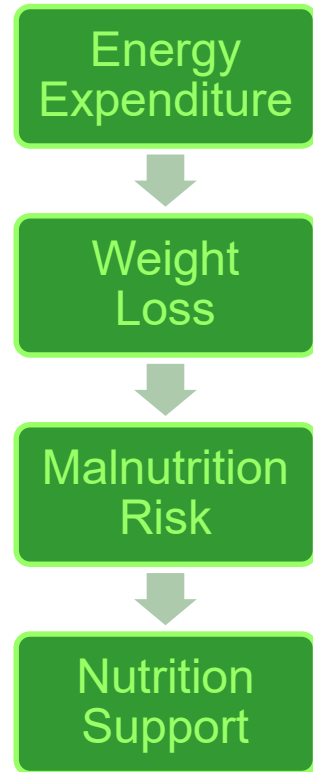 Energy
Expenditure
Weight
Loss
Malnutrition
Risk
Nutrition
Support